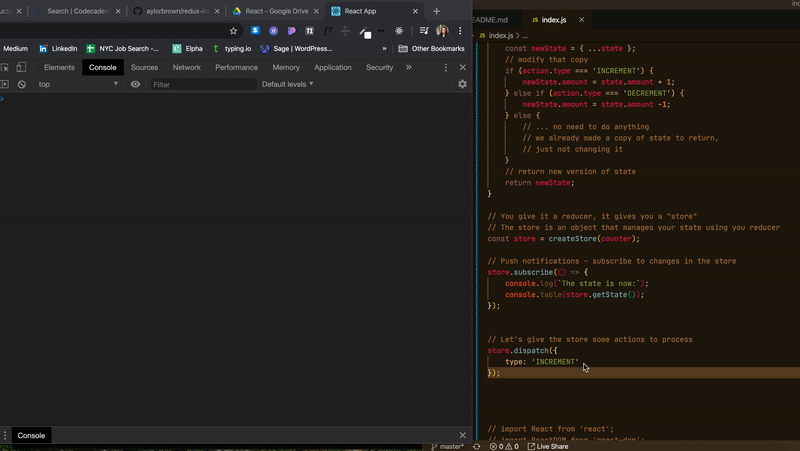 Search | Codecadem
aylorbrown/redux-im
React – Google Drive
React App
Medium
LinkedIn
NYC Job Search -...
Elpha
typing.io
Sage | WordPress...
»
Other Bookmarks
Elements
Console
Sources
Network
Performance
Memory
Application
Security
»
top
Filter
Default levels
>
Console
README.md
index.js
index.js > ...
const newState = { ...state };
// modify that copy
if (action.type === 'INCREMENT') {
newState.amount = state.amount + 1;
} else if (action.type === 'DECREMENT') {
newState.amount = state.amount -1;
} else {
// ... no need to do anything
// we already made a copy of state to return,
// just not changing it
}
// return new version of state
return newState;
}
// You give it a reducer, it gives you a "store"
// The store is an object that manages your state using you reducer
const store = createStore(counter);
// Push notifications - subscribe to changes in the store
store.subscribe(() => {
console.log(`The state is now:`);
console.table(store.getState());
});
// Let's give the store some actions to process
store.dispatch({
type: 'INCREMENT'
});
// import React from 'react';
// import ReactDOM from 'react-dom';
master*
0
0
Live Share